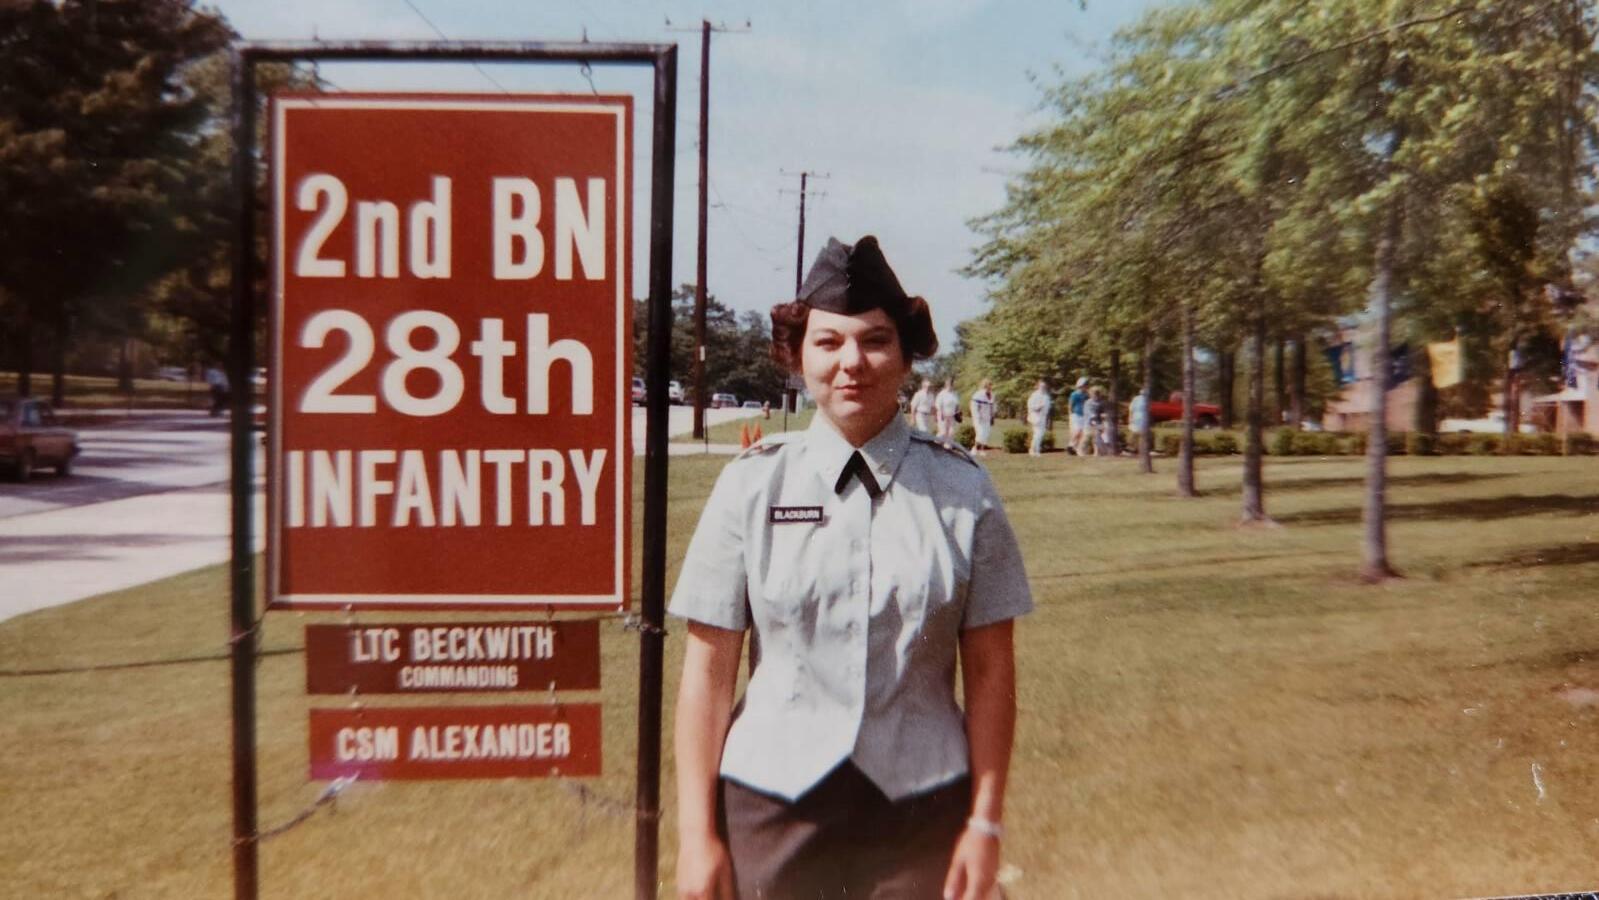 2nd BN
28th
INFANTRY
LTC BECKWITH
COMMANDING
CSM ALEXANDER
BLACKBURN